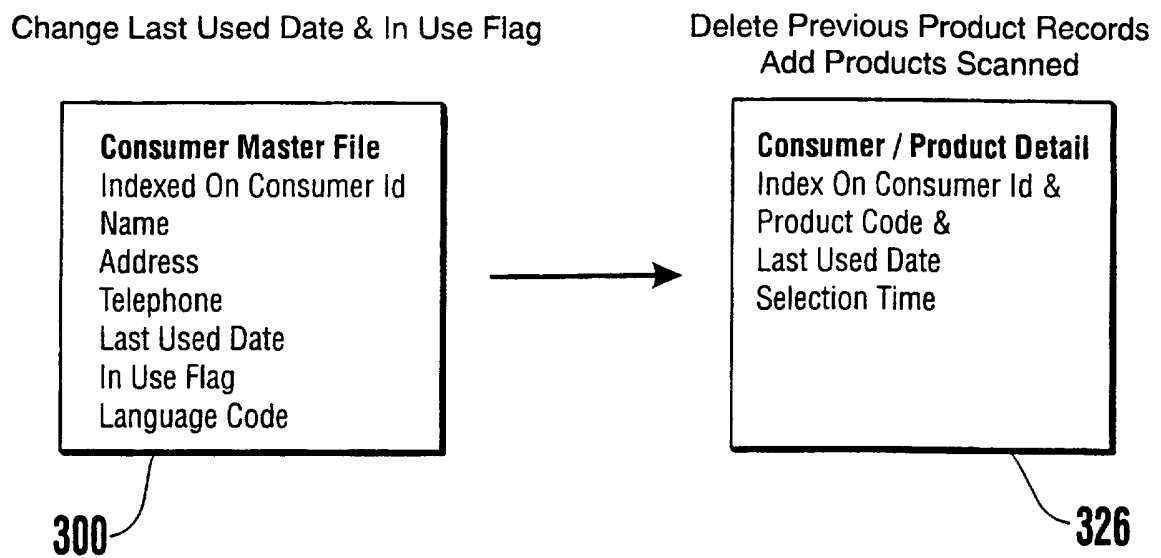 Change Last Used Date & In Use Flag
Consumer Master File
Indexed On Consumer Id
Name
Address
Telephone
Last Used Date
In Use Flag
Language Code
300
Delete Previous Product Records
Add Products Scanned
Consumer / Product Detail
Index On Consumer Id &
Product Code &
Last Used Date
Selection Time
326